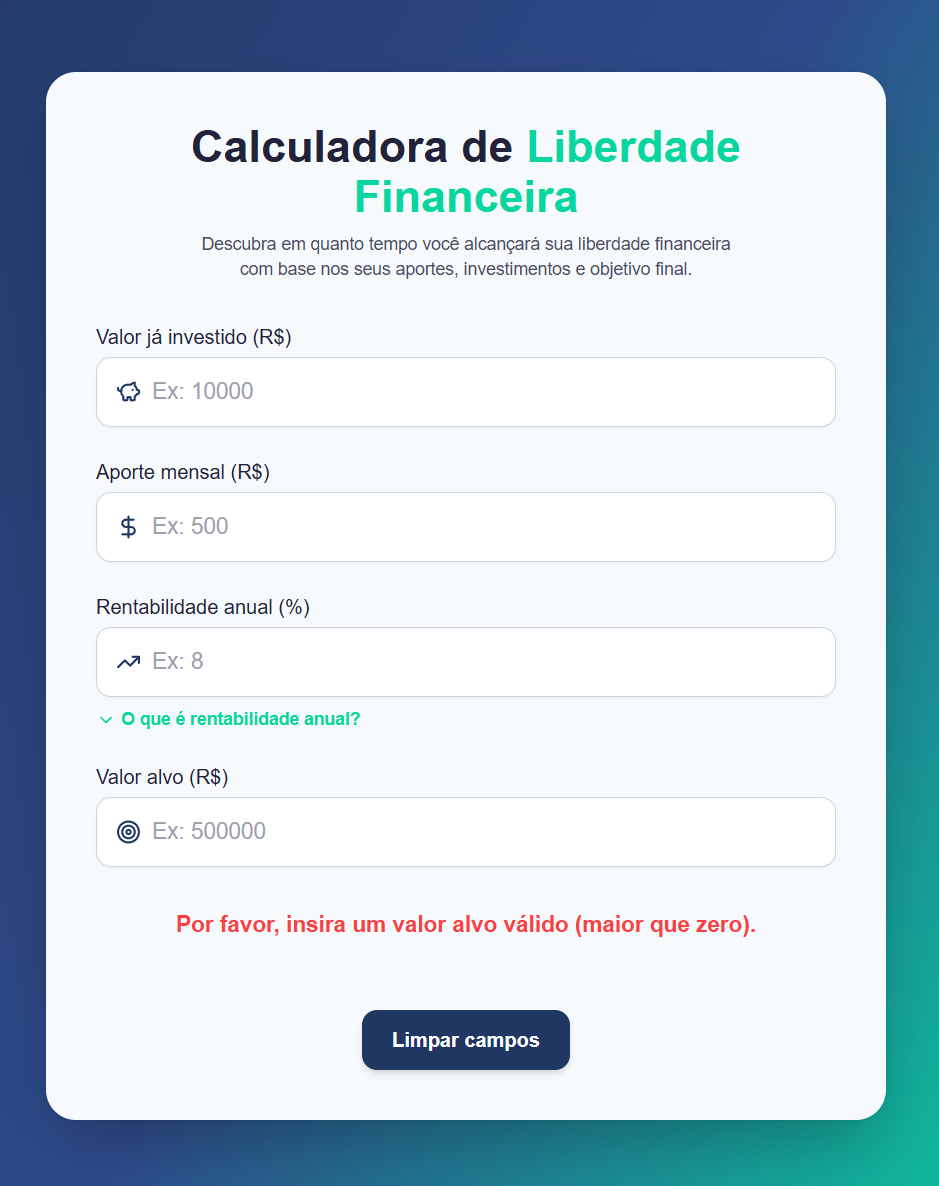 Calculadora de Liberdade
Financeira
Descubra em quanto tempo você alcançará sua liberdade financeira
com base nos seus aportes, investimentos e objetivo final.
Valor já investido (R$)
Ex: 10000
Aporte mensal (R$)
Ex: 500
Rentabilidade anual (%)
Ex: 8
O que é rentabilidade anual?
Valor alvo (R$)
Ex: 500000
Por favor, insira um valor alvo válido (maior que zero).
Limpar campos